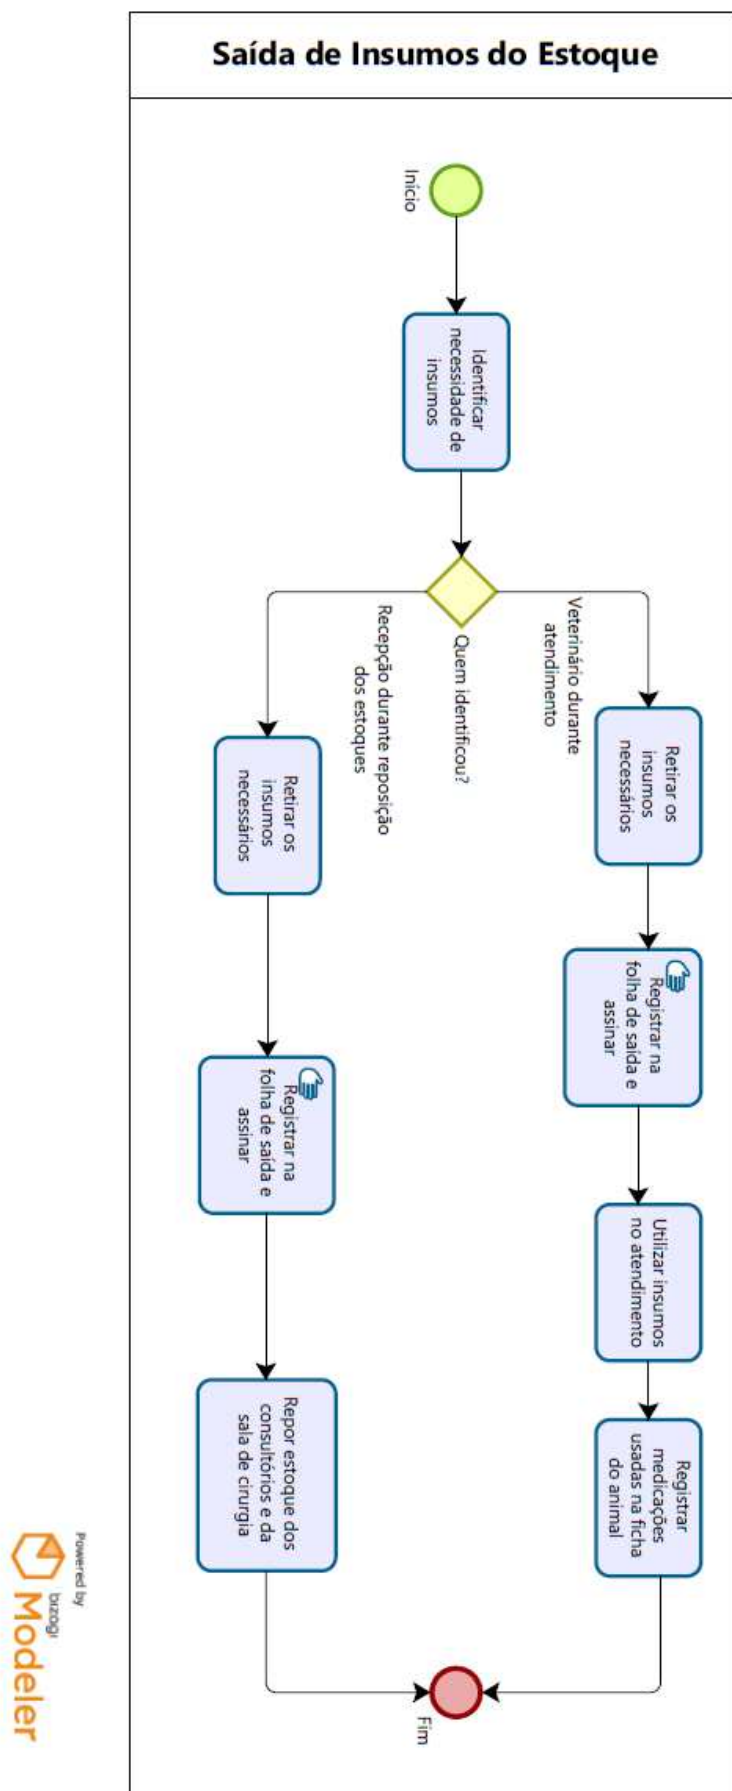 Saída de Insumos do Estoque
Início
Identificar
necessidade de
insumos
Quem identificou?
Veterinário durante
atendimento
Retirar os
insumos
necessários
Registrar na
folha de saída e
assinar
Utilizar insumos
no atendimento
Registrar
medicações
usadas na ficha
do animal
Recepção durante reposição
dos estoques
Retirar os
insumos
necessários
Registrar na
folha de saída e
assinar
Repor estoque dos
consultórios e da
sala de cirurgia
Fim
Powered by
bizagi
Modeler